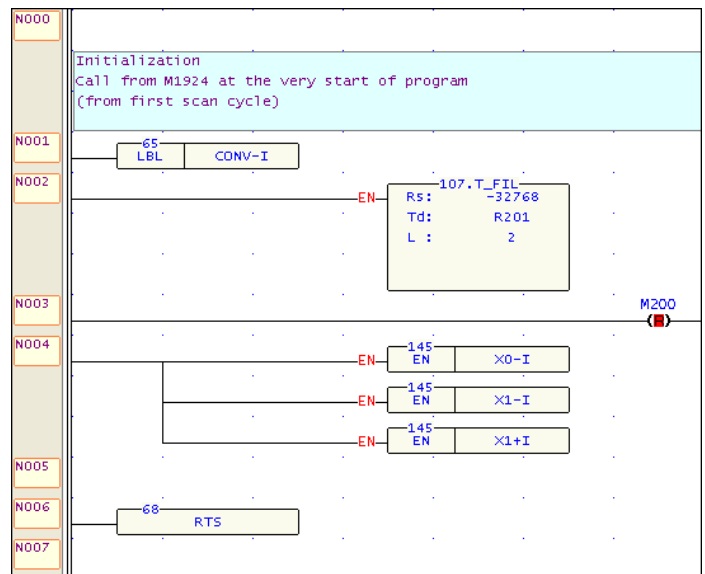 N000
Initialization
Call from M1924 at the very start of program
(from first scan cycle)
N001
65
LBL CONV-I
N002
107.T_FIL
EN Rs: -32768
Td: R201
L : 2
N003
M200
(R)
N004
145
EN EN X0-I
145
EN EN X1-I
145
EN EN X1+I
N005
N006
68
RTS
N007